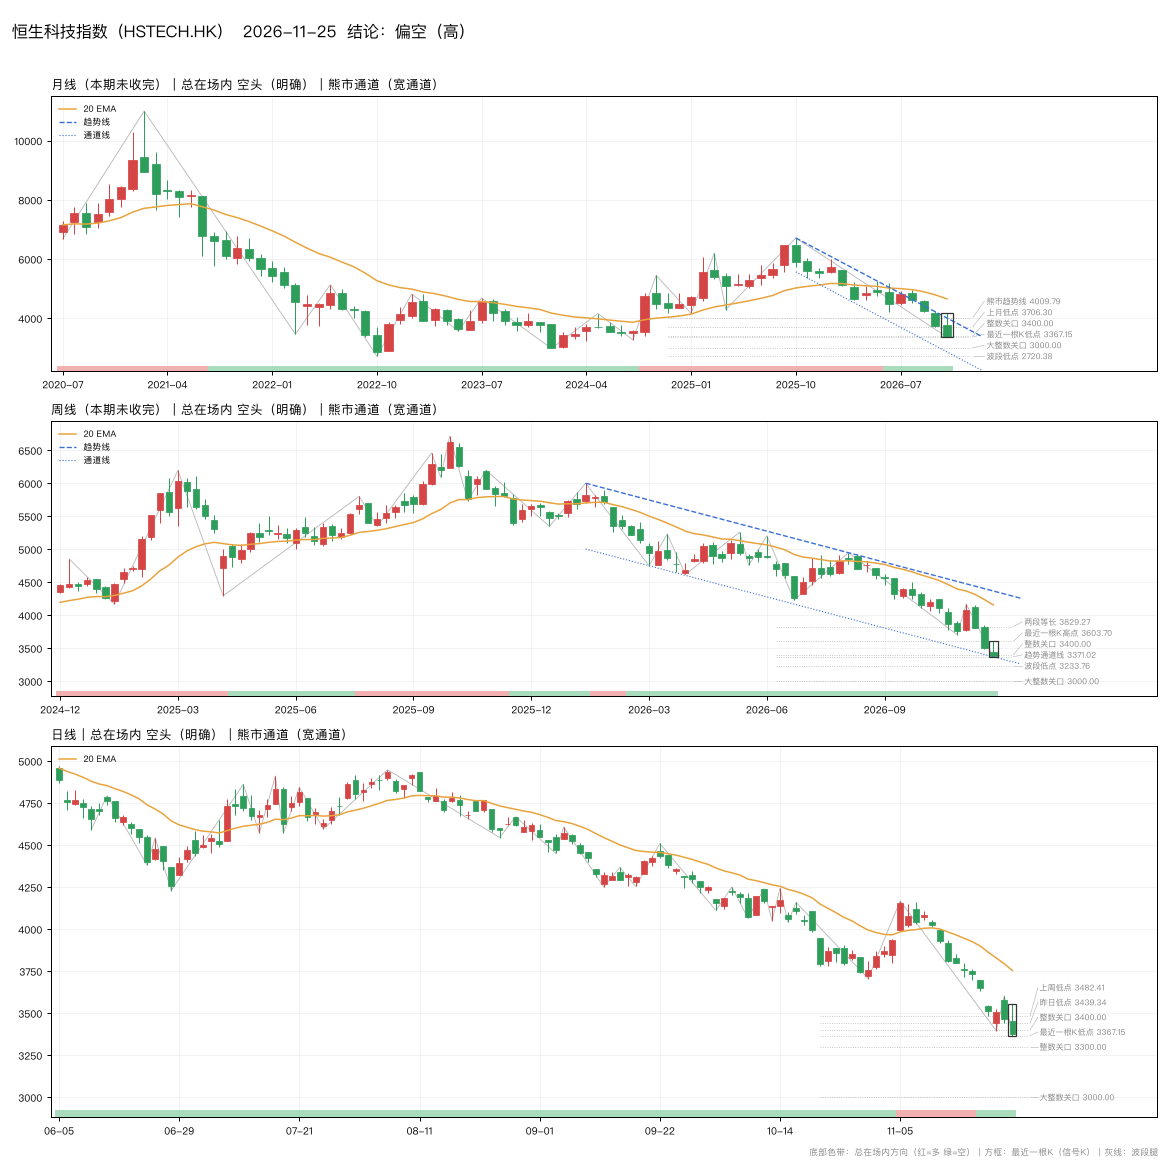 恒生科技指数（HSTECH.HK） 2026-11-25 结论：偏空（高）
月线（本期未收完）｜总在场内 空头（明确）｜熊市通道（宽通道）
20 EMA
趋势线
通道线
10000
8000
6000
4000
熊市趋势线 4009.79
上月低点 3706.30
整数关口 3400.00
最近一根K低点 3367.15
大整数关口 3000.00
波段低点 2720.38
2020-07 2021-04 2022-01 2022-10 2023-07 2024-04 2025-01 2025-10 2026-07
周线（本期未收完）｜总在场内 空头（明确）｜熊市通道（宽通道）
20 EMA
趋势线
通道线
6500
6000
5500
5000
4500
4000
3500
3000
两段等长 3829.27
最近一根K高点 3603.70
整数关口 3400.00
趋势通道线 3371.02
波段低点 3233.76
大整数关口 3000.00
2024-12 2025-03 2025-06 2025-09 2025-12 2026-03 2026-06 2026-09
日线｜总在场内 空头（明确）｜熊市通道（宽通道）
20 EMA
5000
4750
4500
4250
4000
3750
3500
3250
3000
上周低点 3482.41
昨日低点 3439.34
整数关口 3400.00
最近一根K低点 3367.15
整数关口 3300.00
大整数关口 3000.00
06-05 06-29 07-21 08-11 09-01 09-22 10-14 11-05
底部色带：总在场内方向（红=多 绿=空）｜方框：最近一根K（信号K）｜灰线：波段腿